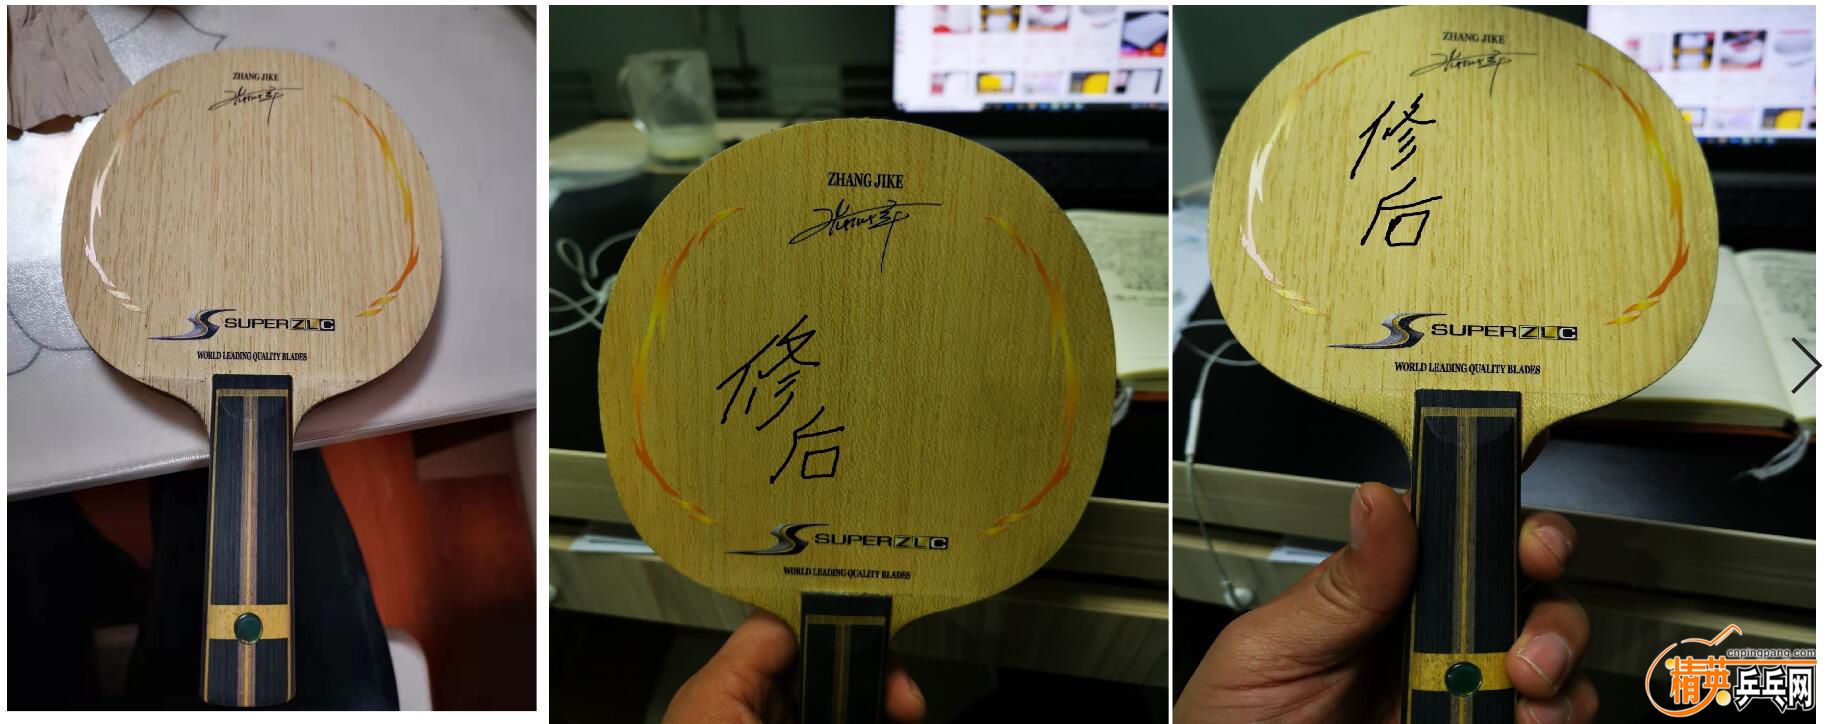 ZHANG JIKE
SUPER ZLC
WORLD LEADING QUALITY BLADES
ZHANG JIKE
修
后
SUPER ZLC
WORLD LEADING QUALITY BLADES
ZHANG JIKE
修
后
SUPER ZLC
WORLD LEADING QUALITY BLADES
cnpingpang.com
精英乒乓网